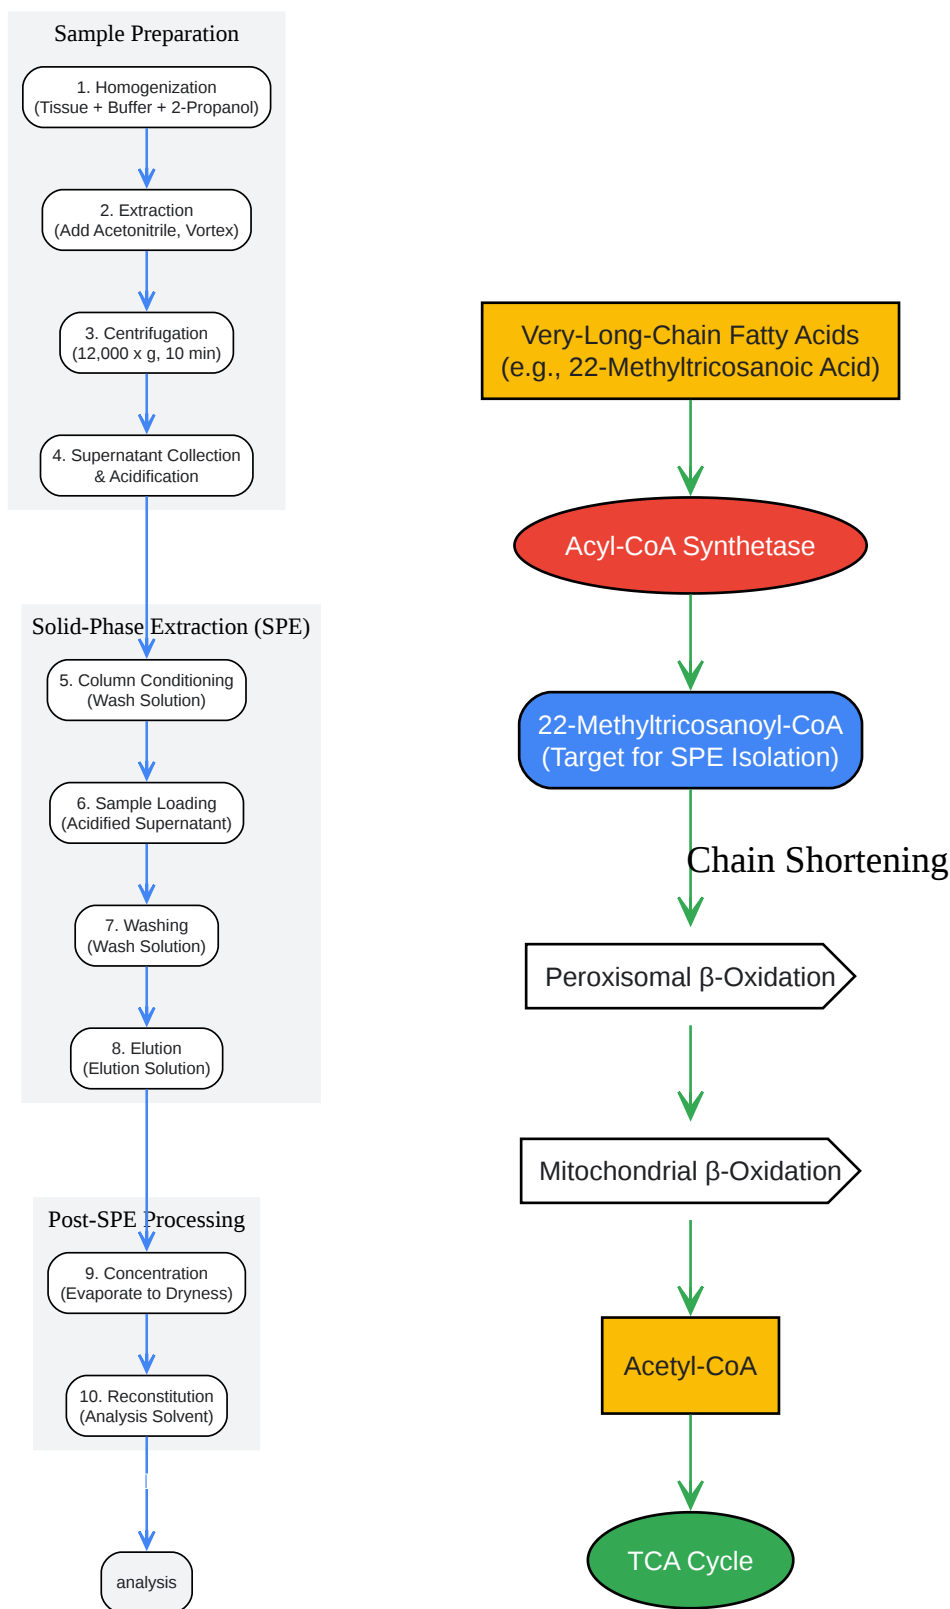 Sample Preparation
1. Homogenization
(Tissue + Buffer + 2-Propanol)
2. Extraction
(Add Acetonitrile, Vortex)
3. Centrifugation
(12,000 x g, 10 min)
4. Supernatant Collection
& Acidification
Solid-Phase Extraction (SPE)
5. Column Conditioning
(Wash Solution)
6. Sample Loading
(Acidified Supernatant)
7. Washing
(Wash Solution)
8. Elution
(Elution Solution)
Post-SPE Processing
9. Concentration
(Evaporate to Dryness)
10. Reconstitution
(Analysis Solvent)
analysis
Very-Long-Chain Fatty Acids
(e.g., 22-Methyltricosanoic Acid)
Acyl-CoA Synthetase
22-Methyltricosanoyl-CoA
(Target for SPE Isolation)
Chain Shortening
Peroxisomal β-Oxidation
Mitochondrial β-Oxidation
Acetyl-CoA
TCA Cycle